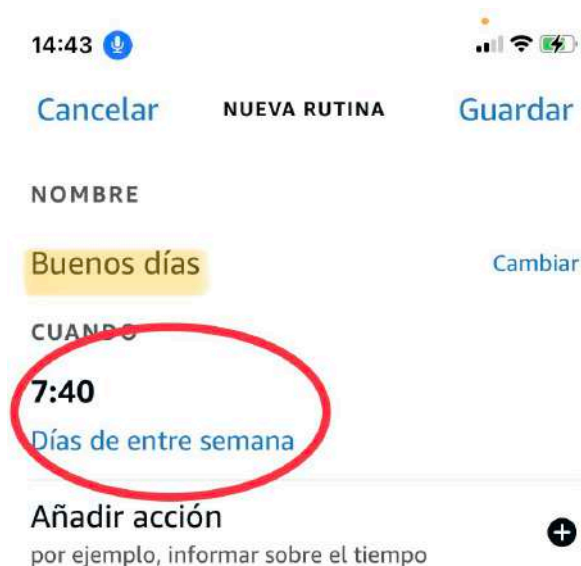 14:43
Cancelar NUEVA RUTINA Guardar
NOMBRE
Buenos días Cambiar
CUANDO
7:40
Días de entre semana
Añadir acción
por ejemplo, informar sobre el tiempo